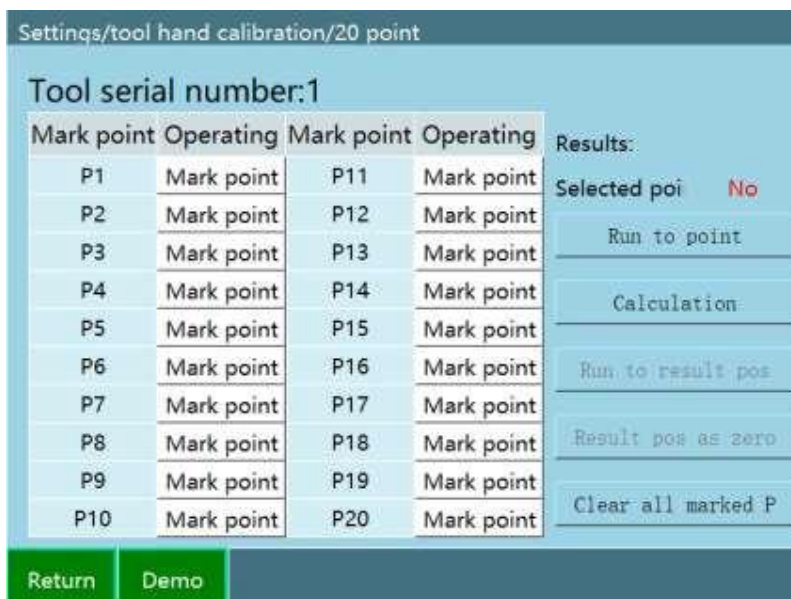 Settings/tool hand calibration/20 point
Tool serial number:1
Mark point Operating Mark point Operating
P1 Mark point P11 Mark point
P2 Mark point P12 Mark point
P3 Mark point P13 Mark point
P4 Mark point P14 Mark point
P5 Mark point P15 Mark point
P6 Mark point P16 Mark point
P7 Mark point P17 Mark point
P8 Mark point P18 Mark point
P9 Mark point P19 Mark point
P10 Mark point P20 Mark point
Results:
Selected poi No
Run to point
Calculation
Run to result pos
Result pos as zero
Clear all marked P
Return Demo